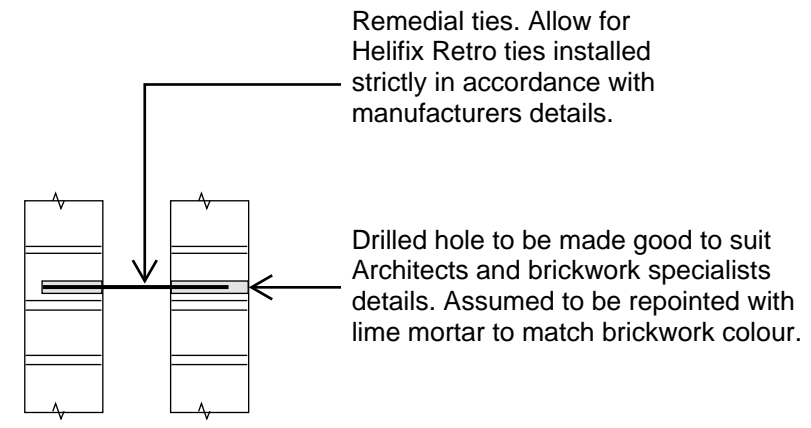 Remedial ties. Allow for
Helifix Retro ties installed
strictly in accordance with
manufacturers details.
Drilled hole to be made good to suit
Architects and brickwork specialists
details. Assumed to be repointed with
lime mortar to match brickwork colour.